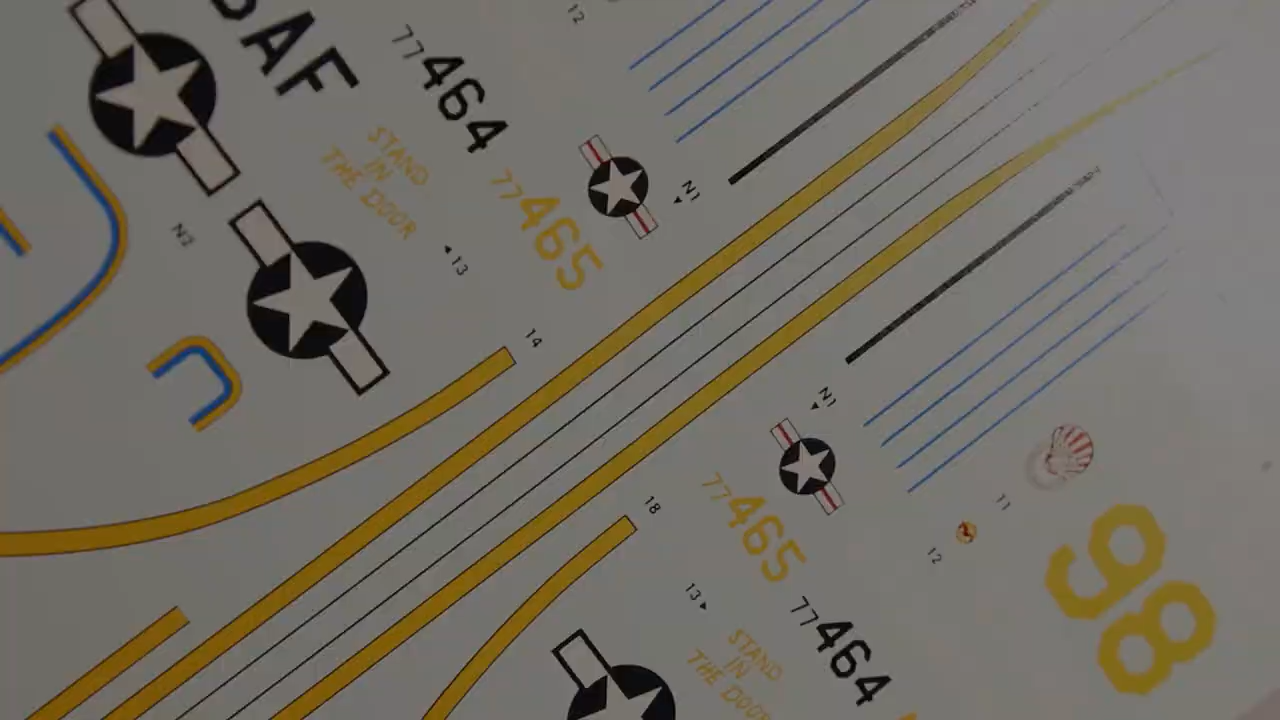 12
AF
77464
STAND
IN
THE DOOR
77465
N1
N2
13
14
N1
18
11
12
77465
98
13
77464
STAND
IN
THE DOOR